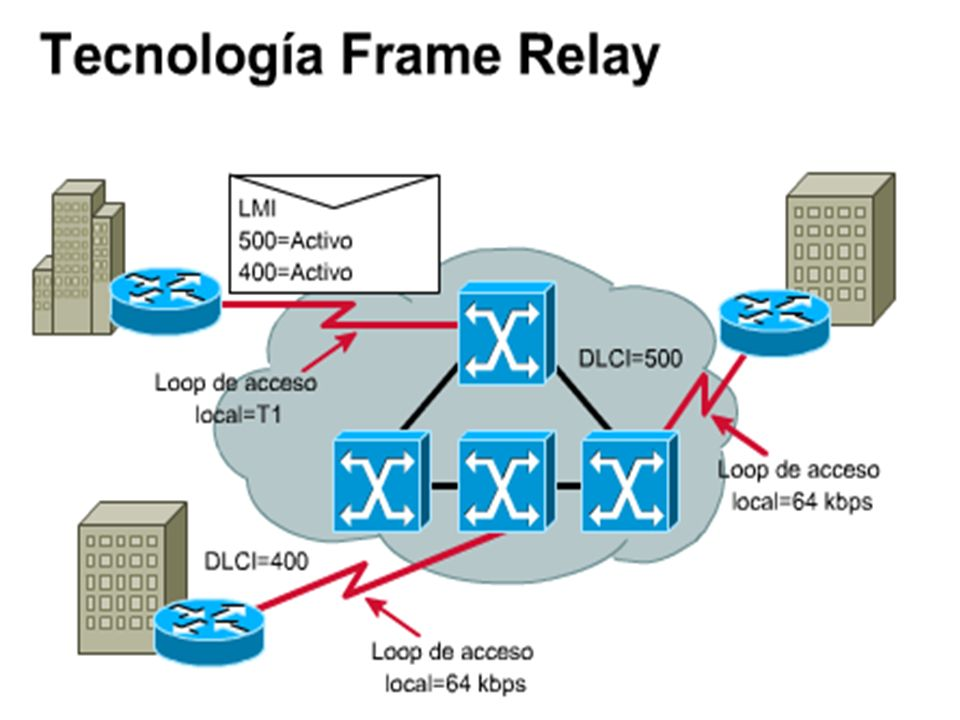 Tecnología Frame Relay
LMI
500=Activo
400=Activo
DLCI=500
Loop de acceso
local=T1
Loop de acceso
local=64 kbps
DLCI=400
Loop de acceso
local=64 kbps